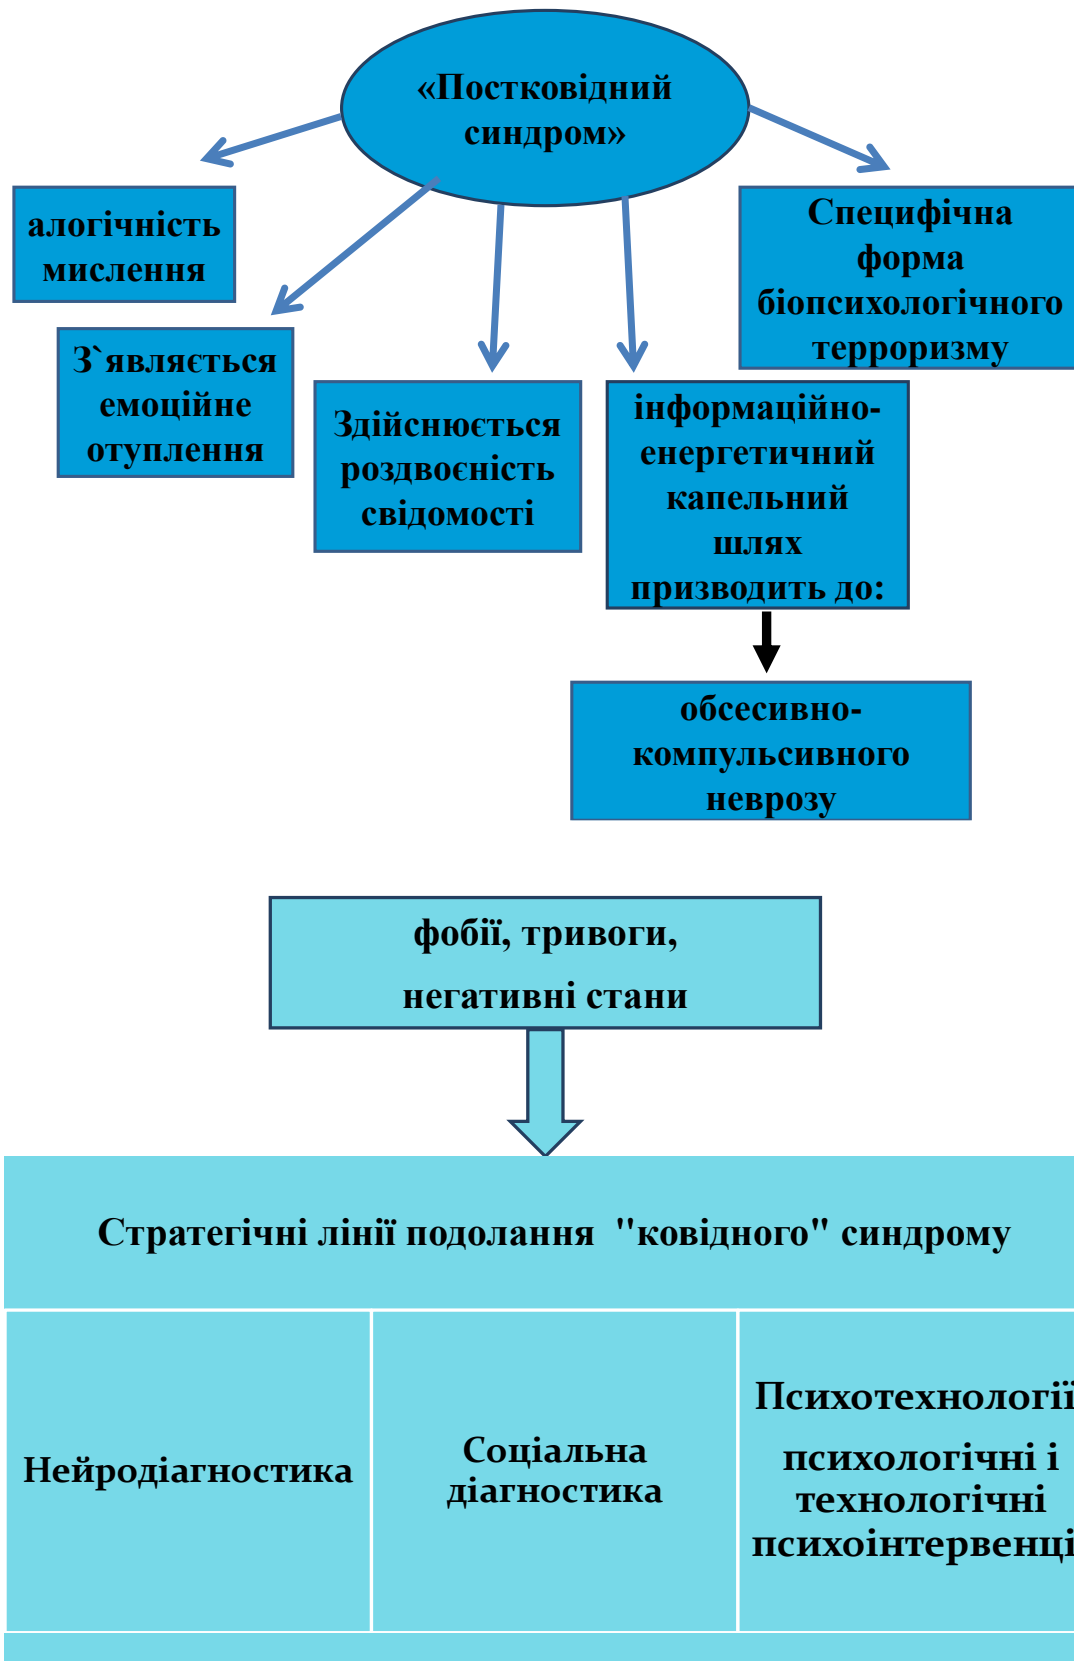 «Постковідний
синдром»
алогічність
мислення
З`являється
емоційне
отуплення
Здійснюється
роздвоєність
свідомості
інформаційно-
енергетичний
капельний
шлях
призводить до:
Специфічна
форма
біопсихологічного
терроризму
обсесивно-
компульсивного
неврозу
фобії, тривоги,
негативні стани
Стратегічні лінії подолання "ковідного" синдрому
Нейродіагностика
Соціальна
діагностика
Психотехнології
психологічні і
технологічні
психоінтервенці